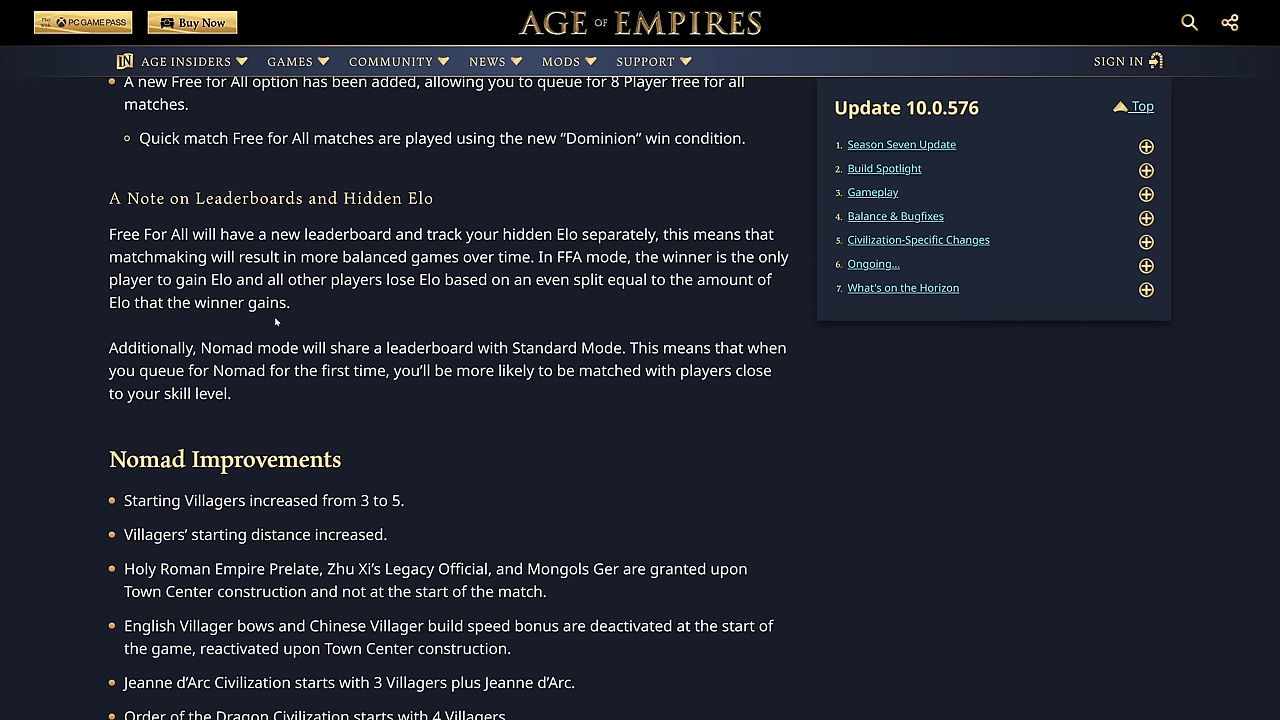 Play with PC GAME PASS
Buy Now
AGE OF EMPIRES
AGE INSIDERS
GAMES
COMMUNITY
NEWS
MODS
SUPPORT
SIGN IN
A new Free for All option has been added, allowing you to queue for 8 Player free for all
matches.
Quick match Free for All matches are played using the new “Dominion” win condition.
A Note on Leaderboards and Hidden Elo
Free For All will have a new leaderboard and track your hidden Elo separately, this means that
matchmaking will result in more balanced games over time. In FFA mode, the winner is the only
player to gain Elo and all other players lose Elo based on an even split equal to the amount of
Elo that the winner gains.
Additionally, Nomad mode will share a leaderboard with Standard Mode. This means that when
you queue for Nomad for the first time, you’ll be more likely to be matched with players close
to your skill level.
Nomad Improvements
Starting Villagers increased from 3 to 5.
Villagers’ starting distance increased.
Holy Roman Empire Prelate, Zhu Xi’s Legacy Official, and Mongols Ger are granted upon
Town Center construction and not at the start of the match.
English Villager bows and Chinese Villager build speed bonus are deactivated at the start of
the game, reactivated upon Town Center construction.
Jeanne d’Arc Civilization starts with 3 Villagers plus Jeanne d’Arc.
Order of the Dragon Civilization starts with 4 Villagers
Update 10.0.576
Top
1. Season Seven Update
2. Build Spotlight
3. Gameplay
4. Balance & Bugfixes
5. Civilization-Specific Changes
6. Ongoing...
7. What's on the Horizon